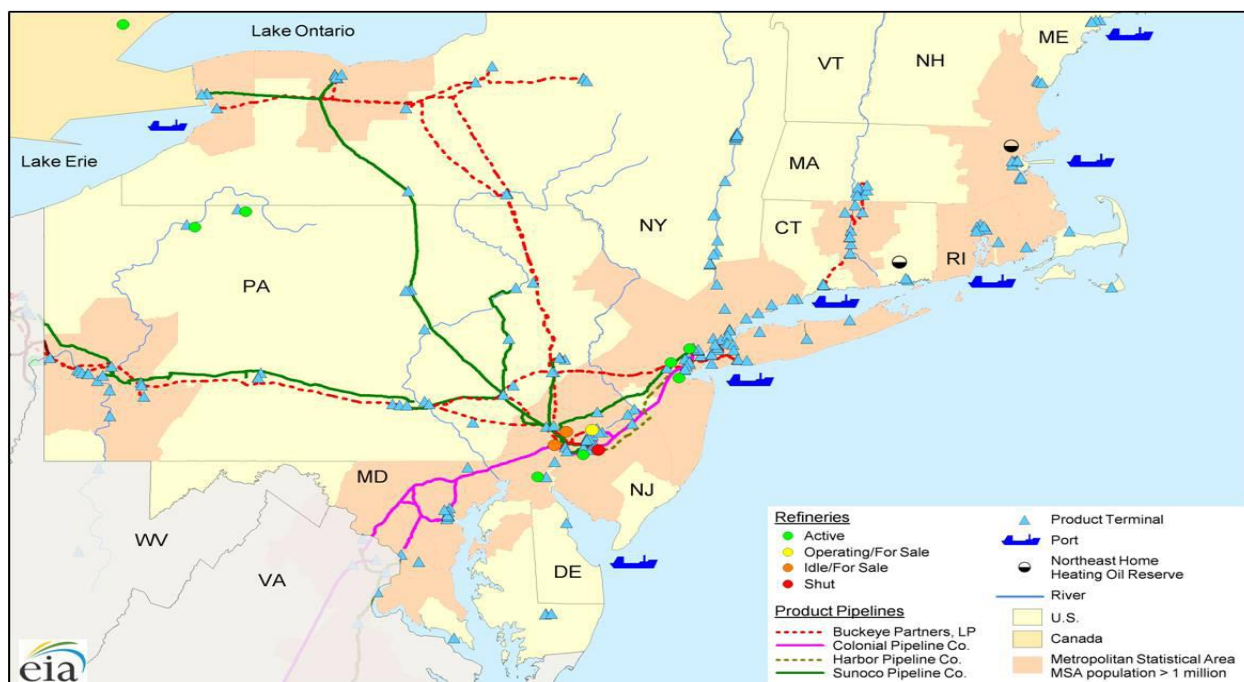 Lake Ontario
ME
VT
NH
Lake Erie
MA
NY
CT
RI
PA
MD
NJ
WV
VA
DE
Refineries
Active
Operating/For Sale
Idle/For Sale
Shut
Product Pipelines
Buckeye Partners, LP
Colonial Pipeline Co.
Harbor Pipeline Co.
Sunoco Pipeline Co.
Product Terminal
Port
Northeast Home
Heating Oil Reserve
River
U.S.
Canada
Metropolitan Statistical Area
MSA population > 1 million
eia